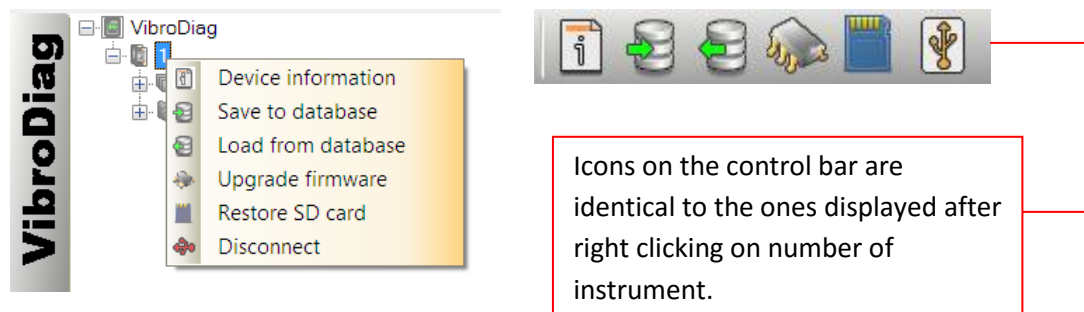 VibroDiag
VibroDiag
1
Device information
Save to database
Load from database
Upgrade firmware
Restore SD card
Disconnect
Icons on the control bar are
identical to the ones displayed after
right clicking on number of
instrument.